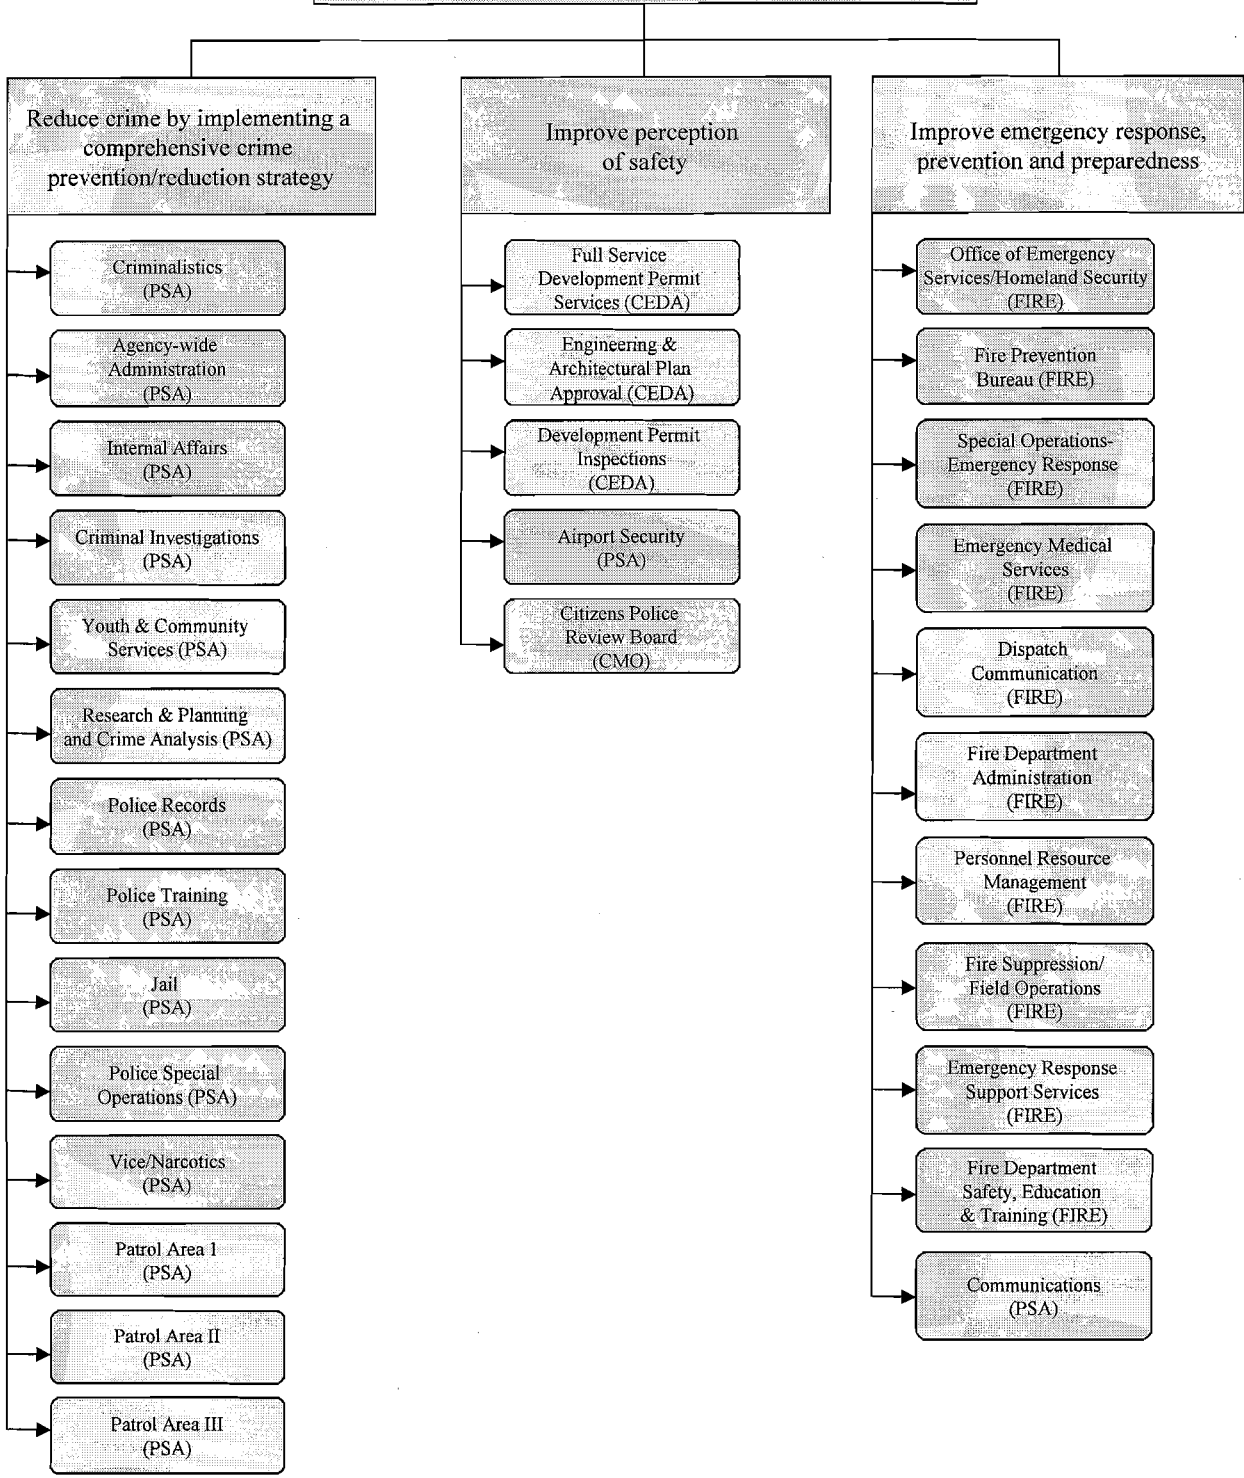 Reduce crime by implementing a
comprehensive crime
prevention/reduction strategy
Criminalistics
(PSA)
Agency-wide
Administration
(PSA)
Internal Affairs
(PSA)
Criminal Investigations
(PSA)
Youth & Community
Services (PSA)
Research & Planning
and Crime Analysis (PSA)
Police Records
(PSA)
Police Training
(PSA)
Jail
(PSA)
Police Special
Operations (PSA)
Vice/Narcotics
(PSA)
Patrol Area I
(PSA)
Patrol Area II
(PSA)
Patrol Area III
(PSA)
Improve perception
of safety
Full Service
Development Permit
Services (CEDA)
Engineering &
Architectural Plan
Approval (CEDA)
Development Permit
Inspections
(CEDA)
Airport Security
(PSA)
Citizens Police
Review Board
(CMO)
Improve emergency response,
prevention and preparedness
Office of Emergency
Services/Homeland Security
(FIRE)
Fire Prevention
Bureau (FIRE)
Special Operations-
Emergency Response
(FIRE)
Emergency Medical
Services
(FIRE)
Dispatch
Communication
(FIRE)
Fire Department
Administration
(FIRE)
Personnel Resource
Management
(FIRE)
Fire Suppression/
Field Operations
(FIRE)
Emergency Response
Support Services
(FIRE)
Fire Department
Safety, Education
& Training (FIRE)
Communications
(PSA)